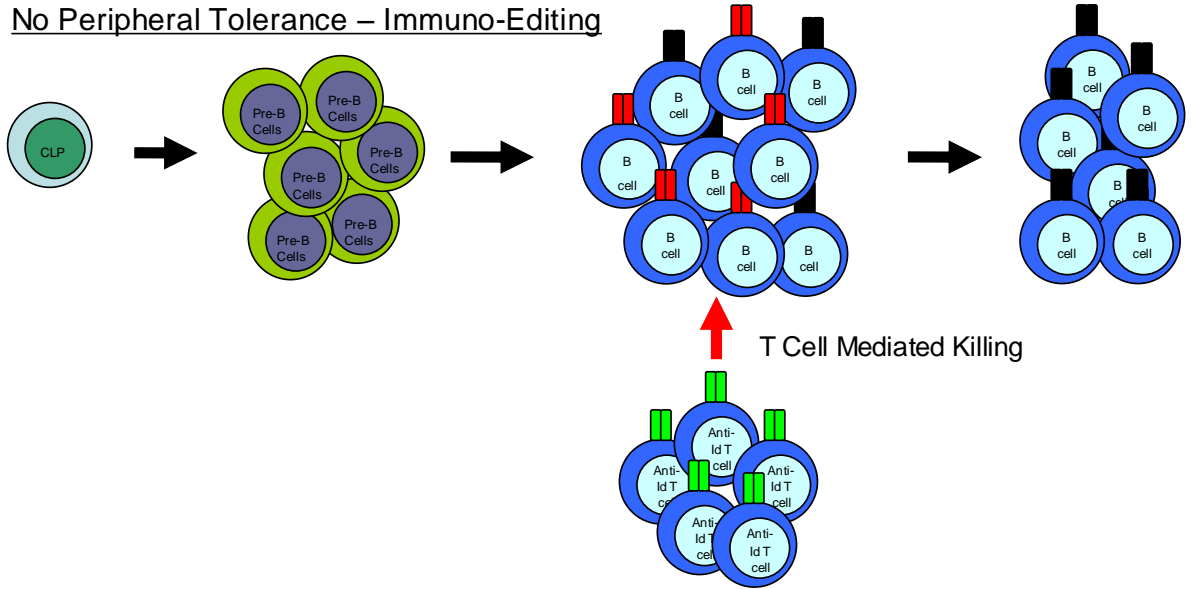 No Peripheral Tolerance – Immuno-Editing
CLP
Pre-B
Cells
Pre-B
Cells
Pre-B
Cells
Pre-B
Cells
Pre-B
Cells
Pre-B
Cells
B
cell
B
cell
B
cell
B
cell
B
cell
B
cell
B
cell
B
cell
B
cell
B
cell
B
cell
B
cell
B
cell
B
cell
B
cell
T Cell Mediated Killing
Anti-
Id T
cell
Anti-
Id T
cell
Anti-
Id T
cell
Anti-
Id T
cell
Anti-
Id T
cell